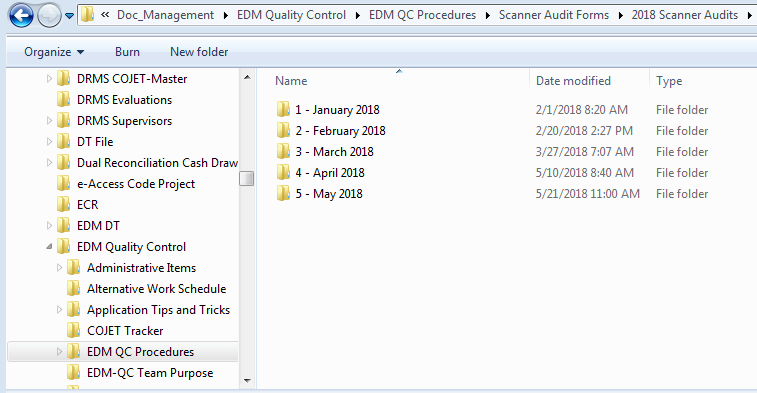 « Doc_Management ▸ EDM Quality Control ▸ EDM QC Procedures ▸ Scanner Audit Forms ▸ 2018 Scanner Audits ▸
Organize ▾ Burn New folder
DRMS COJET-Master
DRMS Evaluations
DRMS Supervisors
DT File
Dual Reconciliation Cash Draw
e-Access Code Project
ECR
EDM DT
EDM Quality Control
Administrative Items
Alternative Work Schedule
Application Tips and Tricks
COJET Tracker
EDM QC Procedures
EDM-QC Team Purpose
Name Date modified Type
1 - January 2018 2/1/2018 8:20 AM File folder
2 - February 2018 2/20/2018 2:27 PM File folder
3 - March 2018 3/27/2018 7:07 AM File folder
4 - April 2018 5/10/2018 8:40 AM File folder
5 - May 2018 5/21/2018 11:00 AM File folder